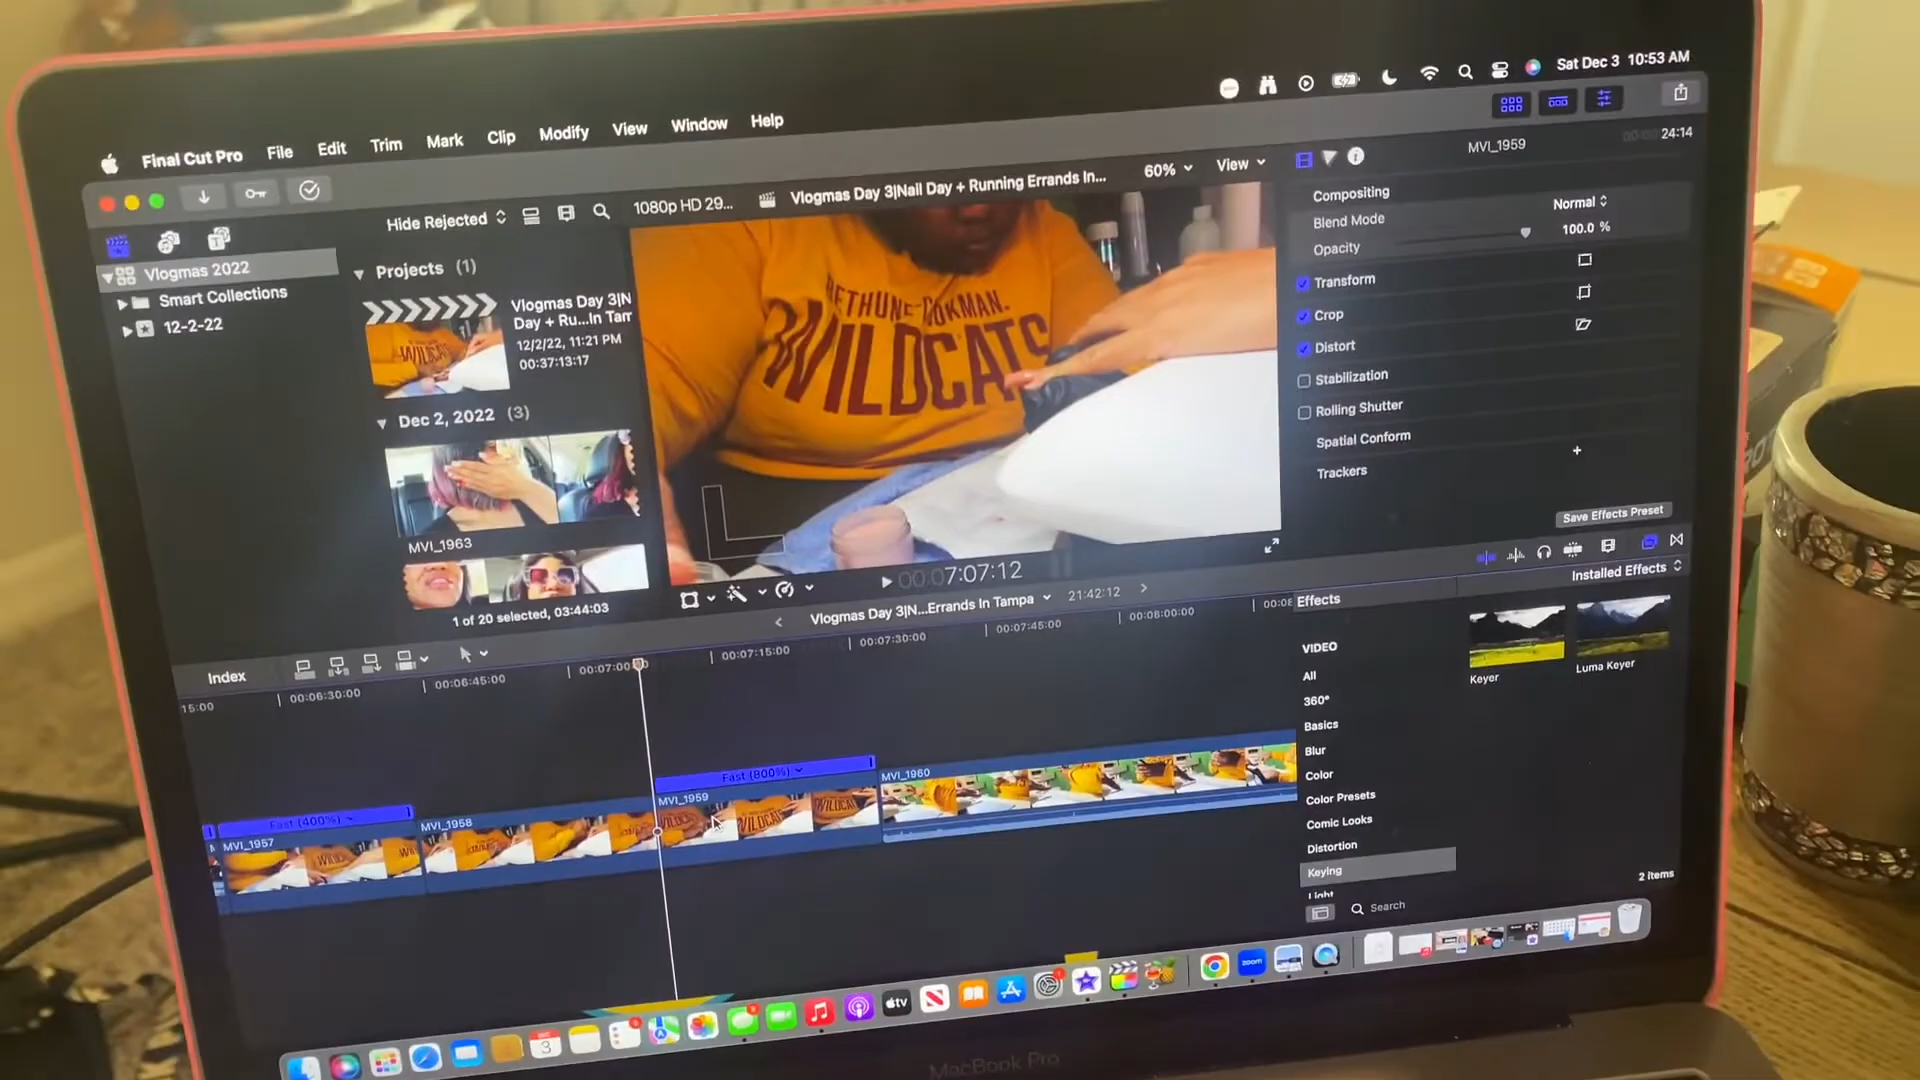 Sat Dec 3 10:53 AM
Final Cut Pro File Edit Trim Mark Clip Modify View Window Help
24:14
MVI_1959
Hide Rejected
1080p HD 29...
Vlogmas Day 3|Nail Day + Running Errands In...
60%
View
Vlogmas 2022
Smart Collections
12-2-22
Projects (1)
Vlogmas Day 3|N
Day + Ru...In Tam
12/2/22, 11:21 PM
00:37:13:17
Dec 2, 2022 (3)
MVI_1963
1 of 20 selected, 03:44:03
WILDCATS
Compositing
Blend Mode
Normal
Opacity
100.0 %
Transform
Crop
Distort
Stabilization
Rolling Shutter
Spatial Conform
Trackers
Save Effects Preset
7:07:12
Vlogmas Day 3|N...Errands In Tampa
21:42:12
Index
15:00
00:06:30:00
00:06:45:00
00:07:15:00
00:07:30:00
00:07:45:00
00:08:00:00
Effects
Installed Effects
VIDEO
All
360°
Basics
Blur
Color
Color Presets
Comic Looks
Distortion
Keying
Light
Keyer
Luma Keyer
2 items
Search
Fast (400%)
MVI_1957
MVI_1958
Fast (800%)
MVI_1959
MVI_1960
3
tv
zoom
MacBook Pro